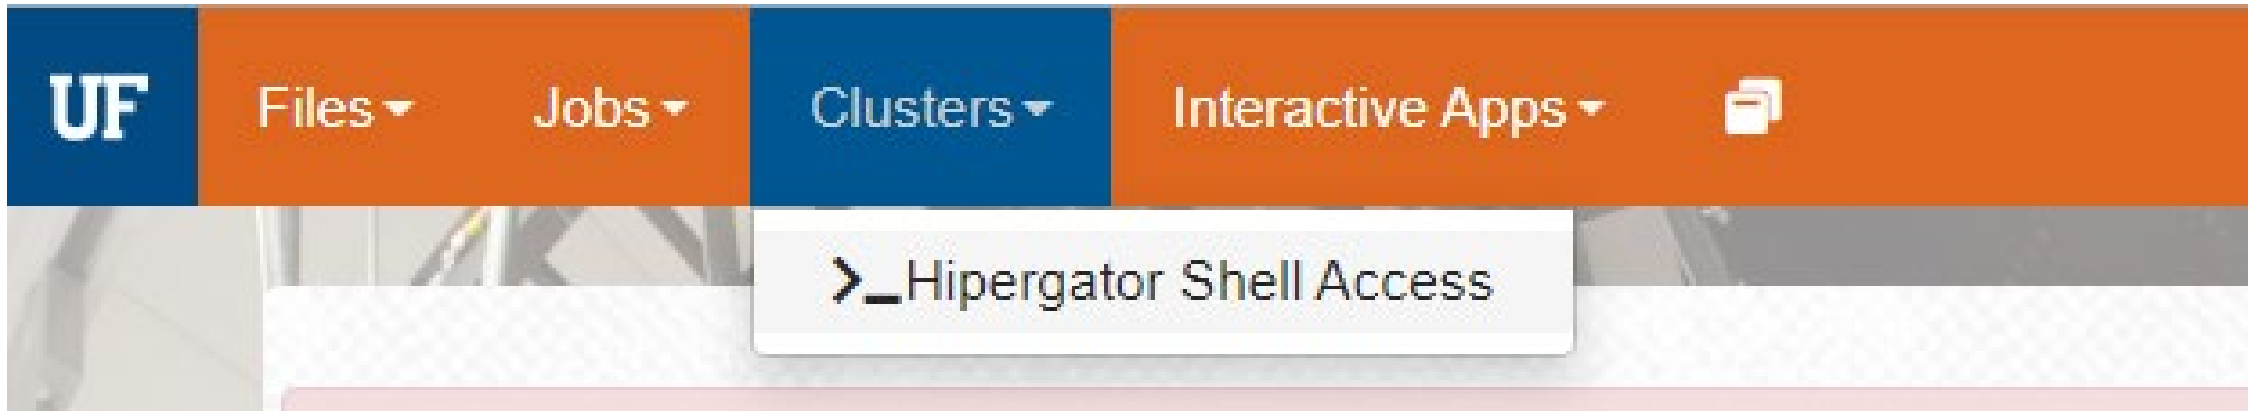 UF Files Jobs Clusters Interactive Apps
>_Hipergator Shell Access